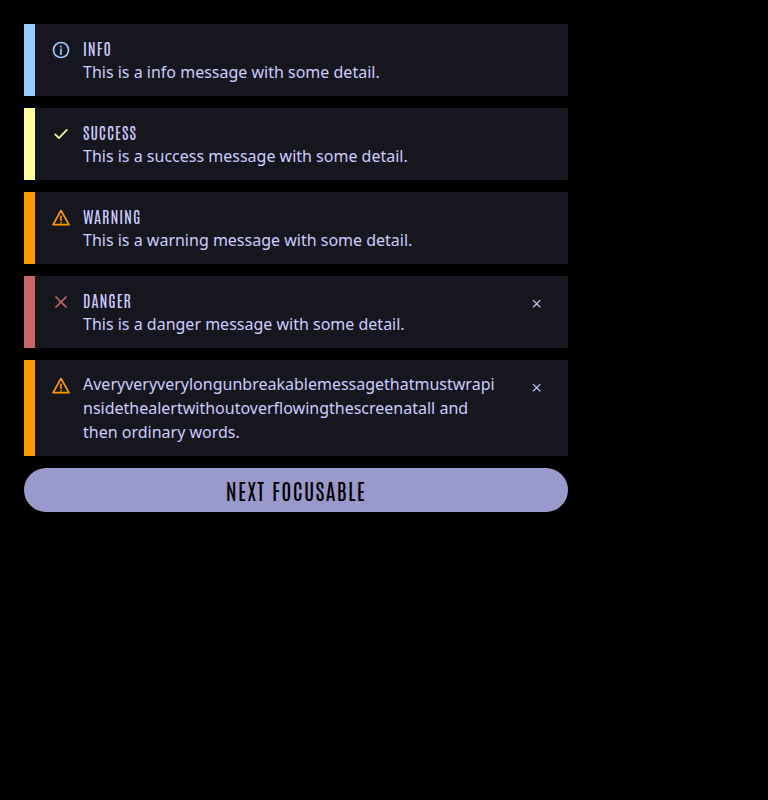 INFO
This is a info message with some detail.
SUCCESS
This is a success message with some detail.
WARNING
This is a warning message with some detail.
DANGER
This is a danger message with some detail.
Averyveryverylongunbreakablemessagethatmustwrapi
nsidethealertwithoutoverflowingthescreenatall and
then ordinary words.
NEXT FOCUSABLE